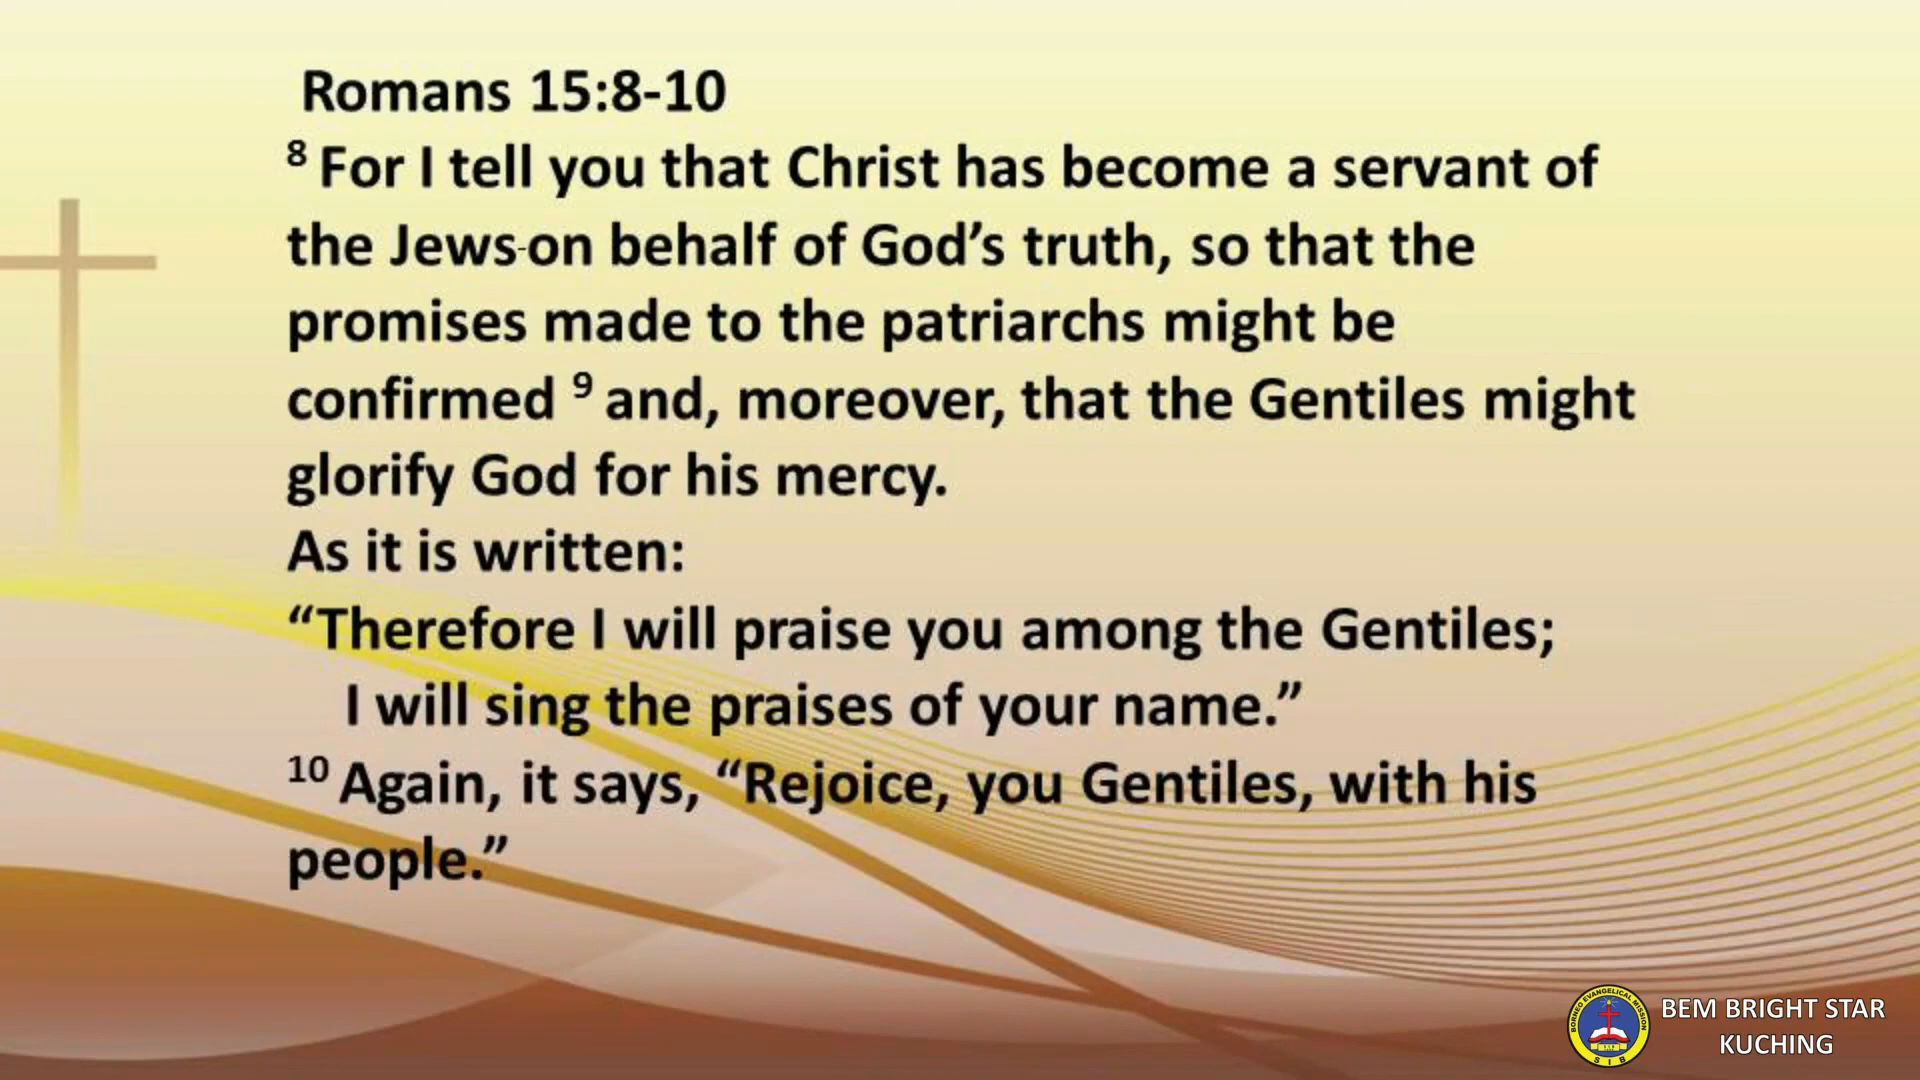 Romans 15:8-10
8 For I tell you that Christ has become a servant of
the Jews-on behalf of God’s truth, so that the
promises made to the patriarchs might be
confirmed 9 and, moreover, that the Gentiles might
glorify God for his mercy.
As it is written:
“Therefore I will praise you among the Gentiles;
I will sing the praises of your name.”
10 Again, it says, “Rejoice, you Gentiles, with his
people.”
BORNEO EVANGELICAL MISSION
S I B
BEM BRIGHT STAR
KUCHING